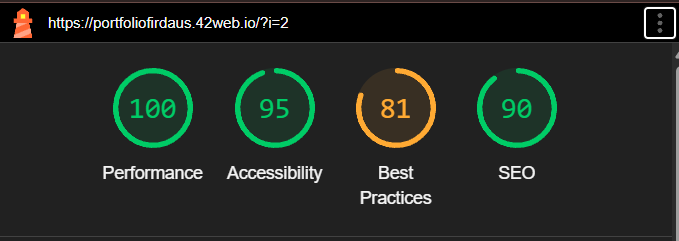 https://portfoliofirdaus.42web.io/?i=2
100 95 81 90
Performance Accessibility Best Practices SEO